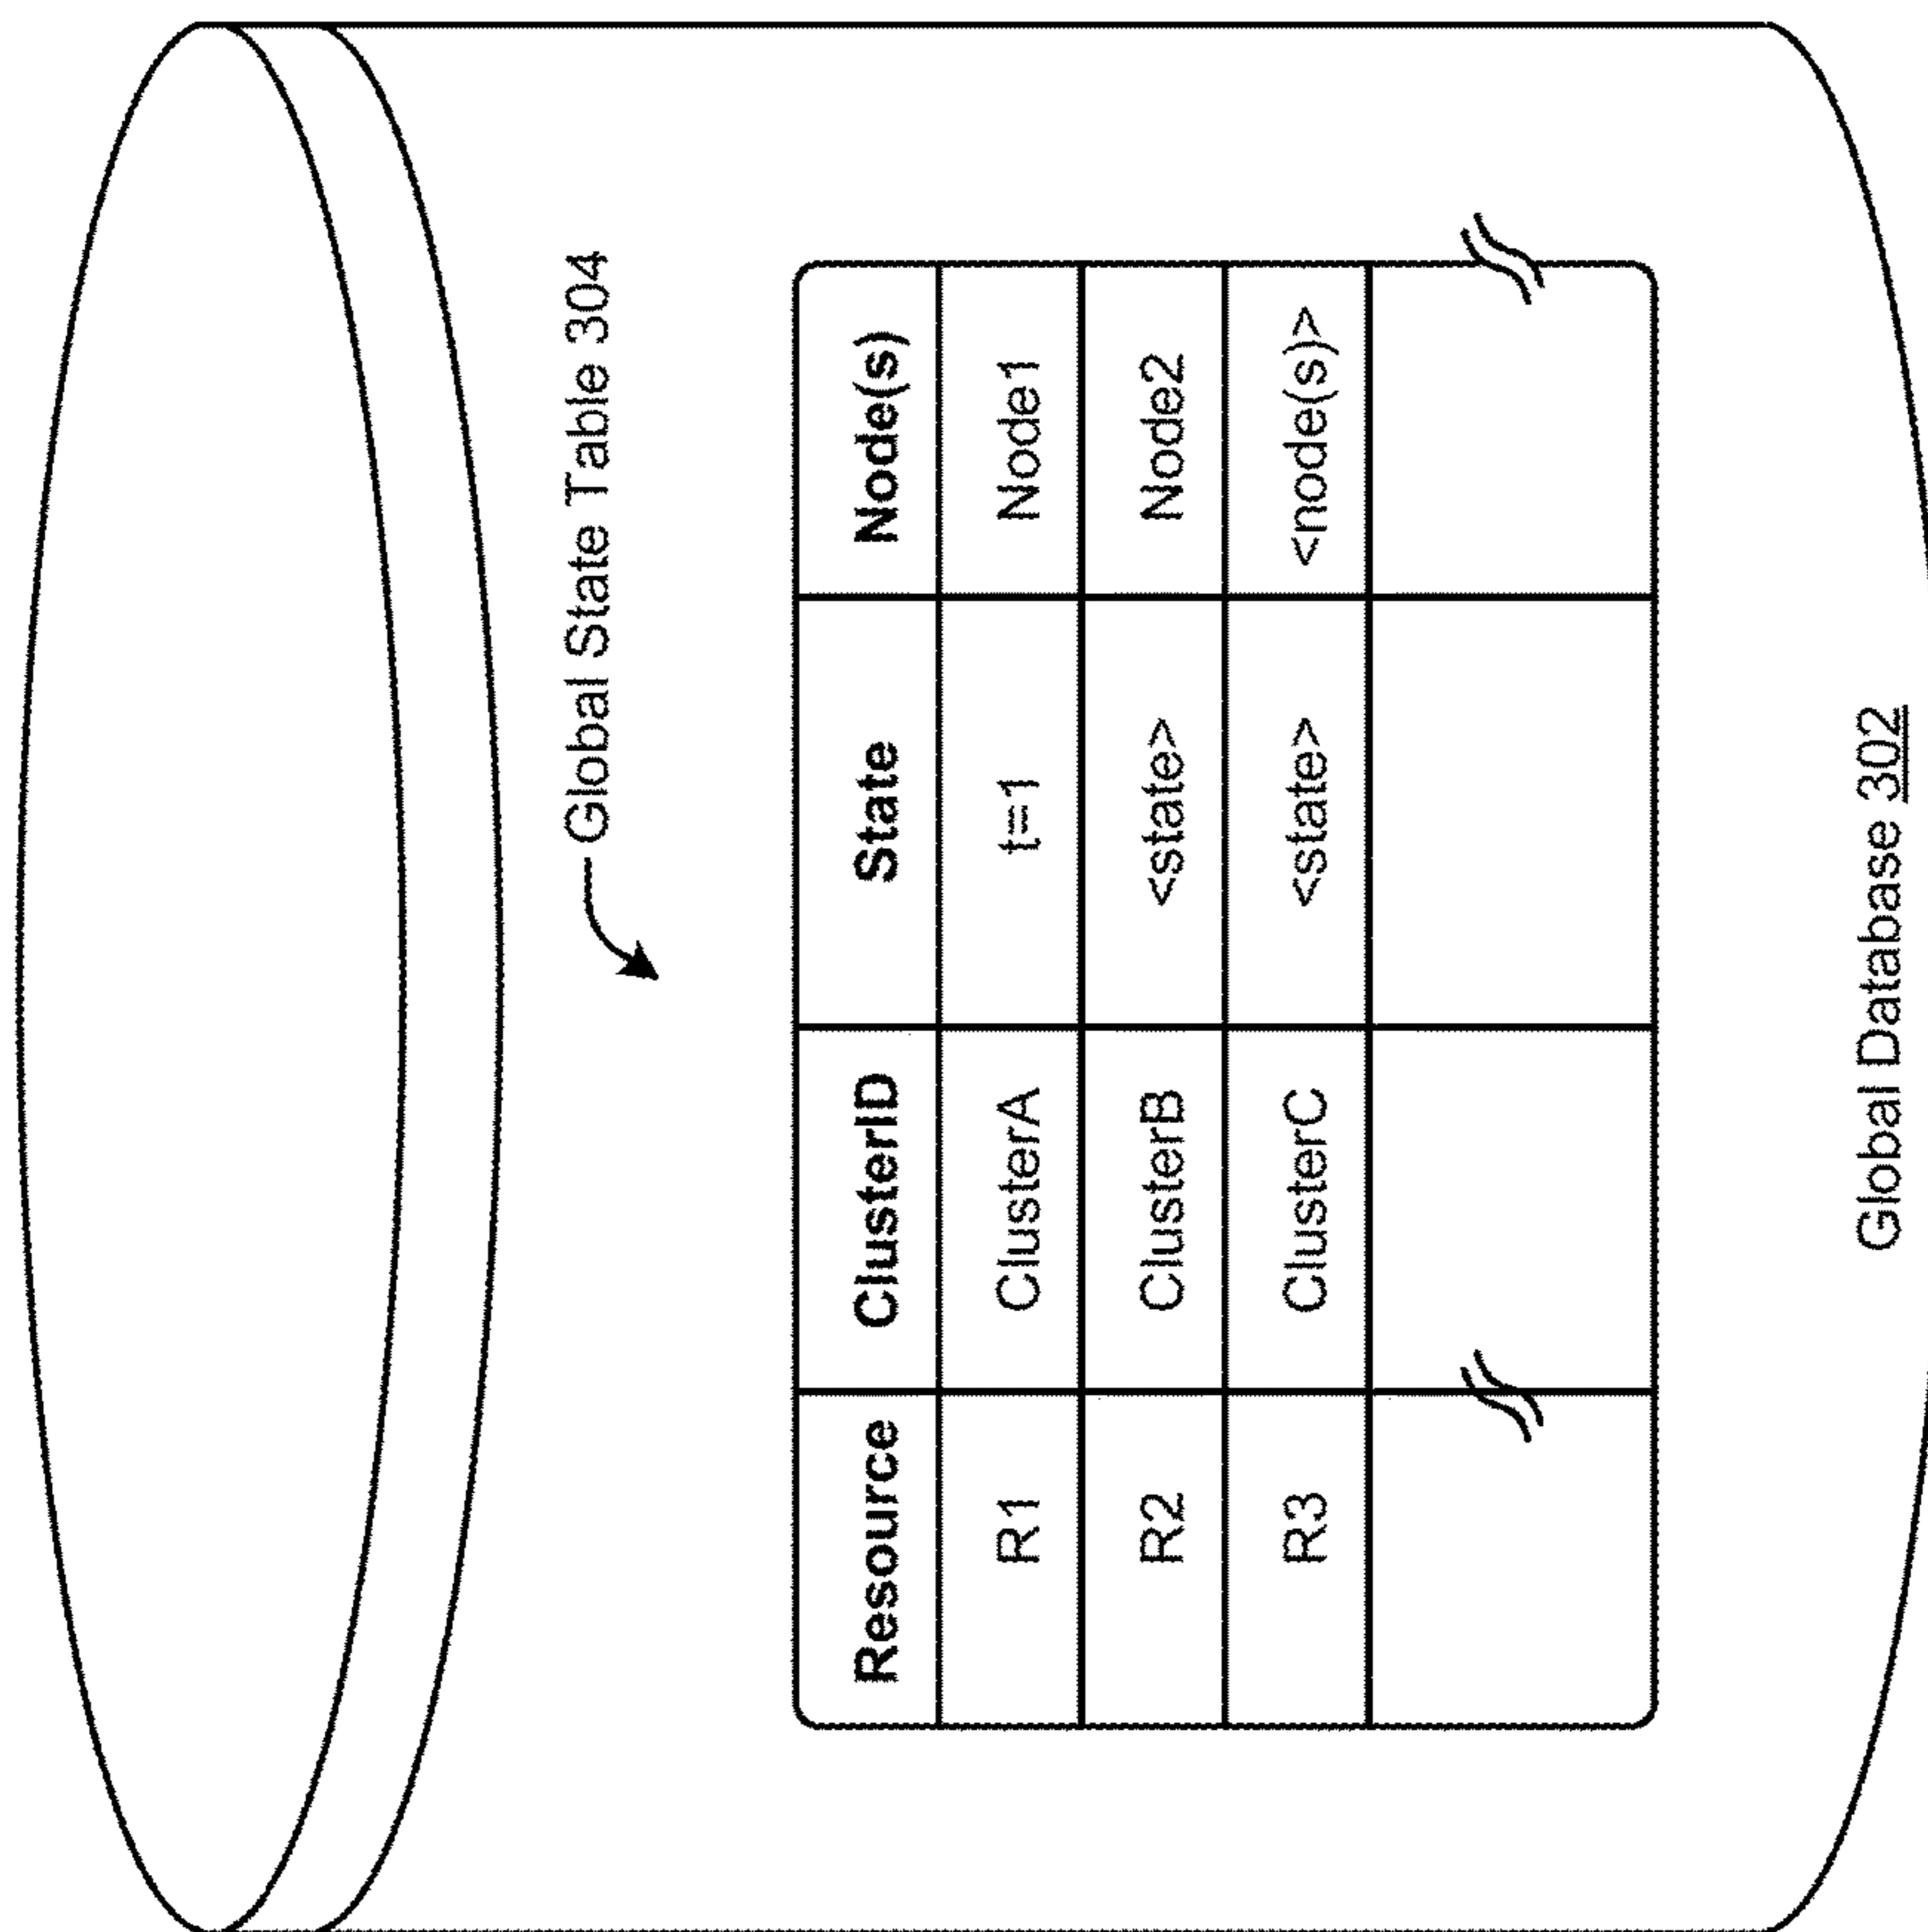 Global State Table 304
Resource ClusterID State Node(s)
R1 ClusterA t=1 Node1
R2 ClusterB <state> Node2
R3 ClusterC <state> <node(s)>
Global Database 302